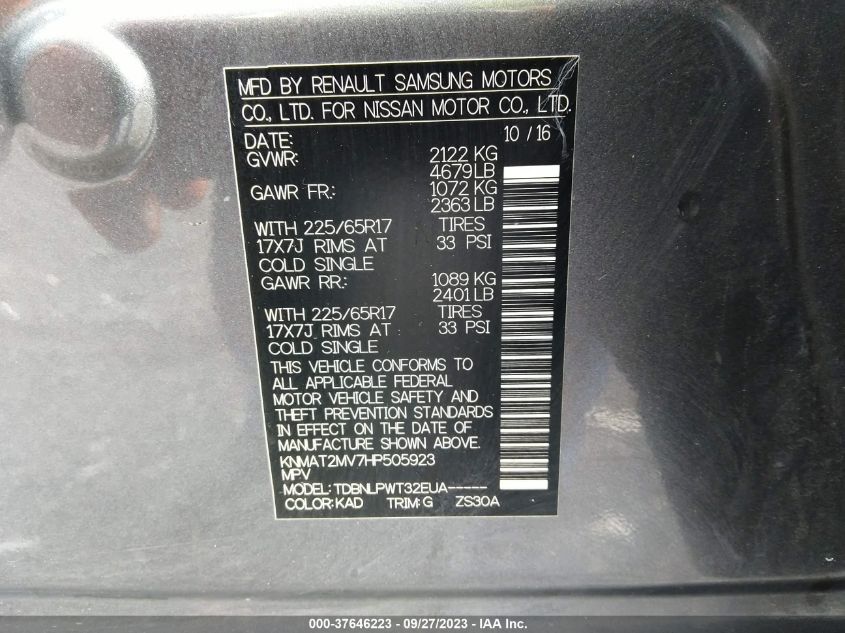 MFD BY RENAULT SAMSUNG MOTORS
CO., LTD. FOR NISSAN MOTOR CO., LTD.
DATE: 10 / 16
GVWR: 2122 KG
4679 LB
GAWR FR: 1072 KG
2363 LB
WITH 225/65R17 TIRES
17X7J RIMS AT 33 PSI
COLD SINGLE
GAWR RR: 1089 KG
2401 LB
WITH 225/65R17 TIRES
17X7J RIMS AT 33 PSI
COLD SINGLE
THIS VEHICLE CONFORMS TO
ALL APPLICABLE FEDERAL
MOTOR VEHICLE SAFETY AND
THEFT PREVENTION STANDARDS
IN EFFECT ON THE DATE OF
MANUFACTURE SHOWN ABOVE.
KNMAT2MV7HP505923
MPV
MODEL: TDBNLPWT32EUA-----
COLOR: KAD TRIM: G ZS30A
000-37646223 - 09/27/2023 - IAA Inc.